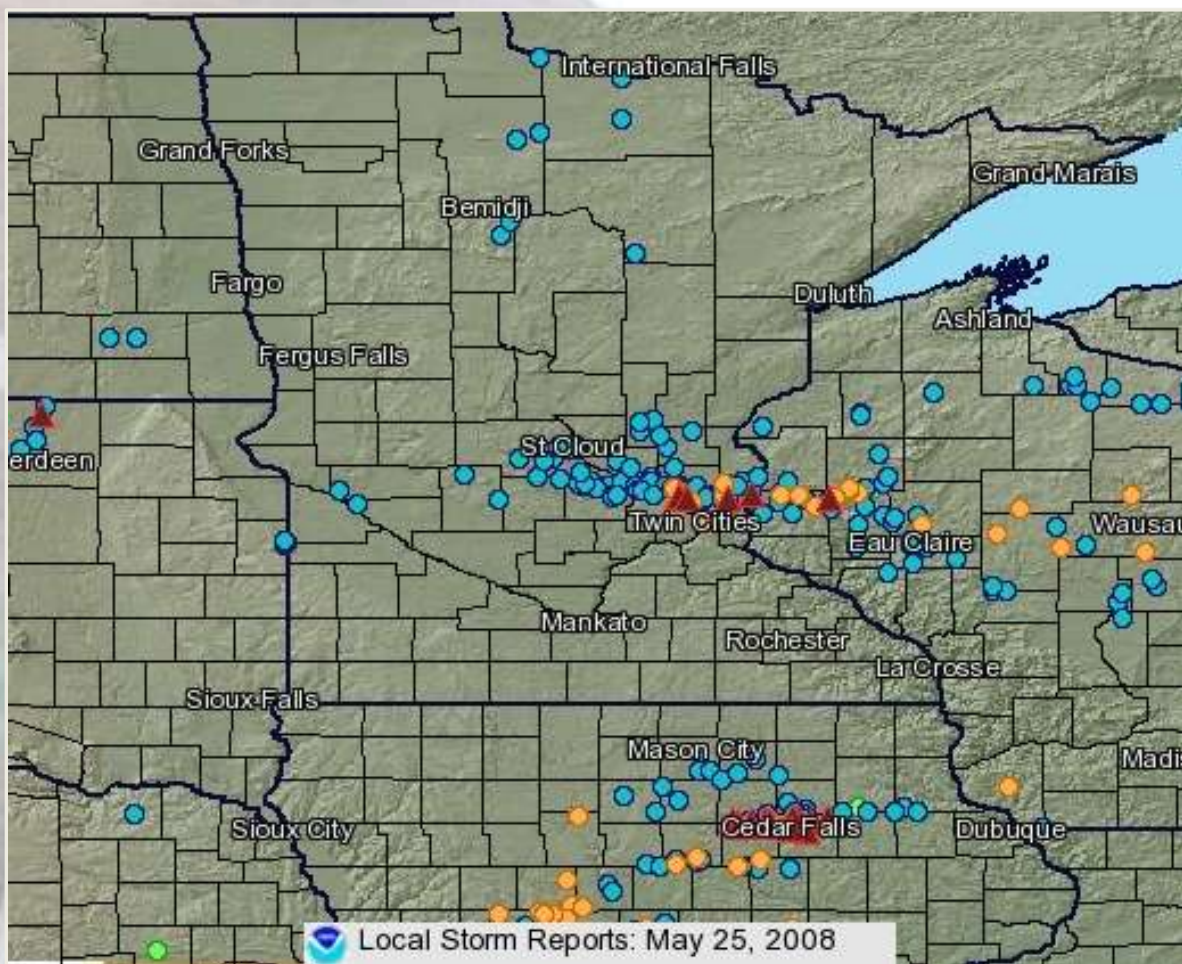 International Falls
Grand Forks
Grand Marais
Bemidji
Fargo
Duluth
Ashland
Fergus Falls
St Cloud
erdeen
Twin Cities
Wausau
Eau Claire
Mankato
Rochester
La Crosse
Sioux Falls
Mason City
Madis
Sioux City
Cedar Falls
Dubuque
Local Storm Reports: May 25, 2008